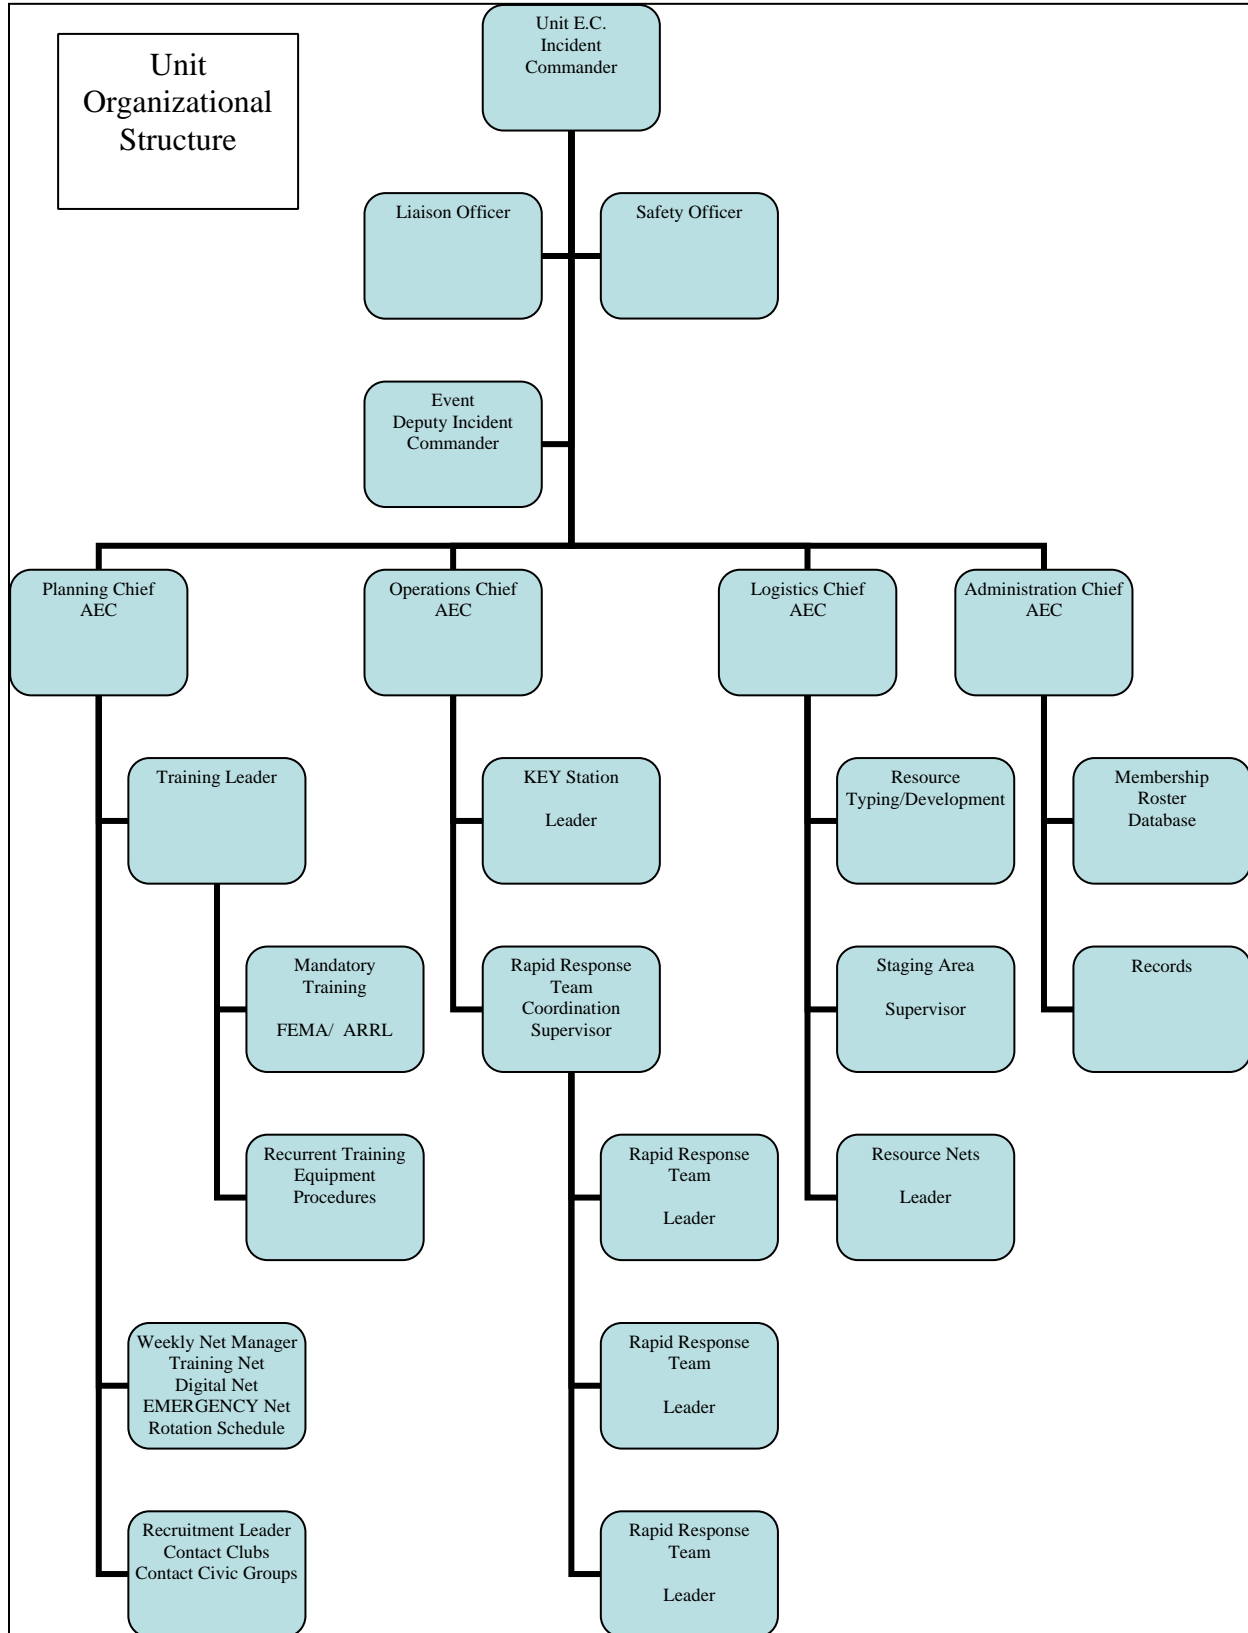 Unit
Organizational
Structure
Unit E.C.
Incident
Commander
Liaison Officer
Safety Officer
Event
Deputy Incident
Commander
Planning Chief
AEC
Operations Chief
AEC
Logistics Chief
AEC
Administration Chief
AEC
Training Leader
KEY Station
Leader
Resource
Typing/Development
Membership
Roster
Database
Mandatory
Training
FEMA/  ARRL
Rapid Response
Team
Coordination
Supervisor
Staging Area
Supervisor
Records
Recurrent Training
Equipment
Procedures
Rapid Response
Team
Leader
Resource Nets
Leader
Weekly Net Manager
Training Net
Digital Net
EMERGENCY Net
Rotation Schedule
Rapid Response
Team
Leader
Recruitment Leader
Contact Clubs
Contact Civic Groups
Rapid Response
Team
Leader